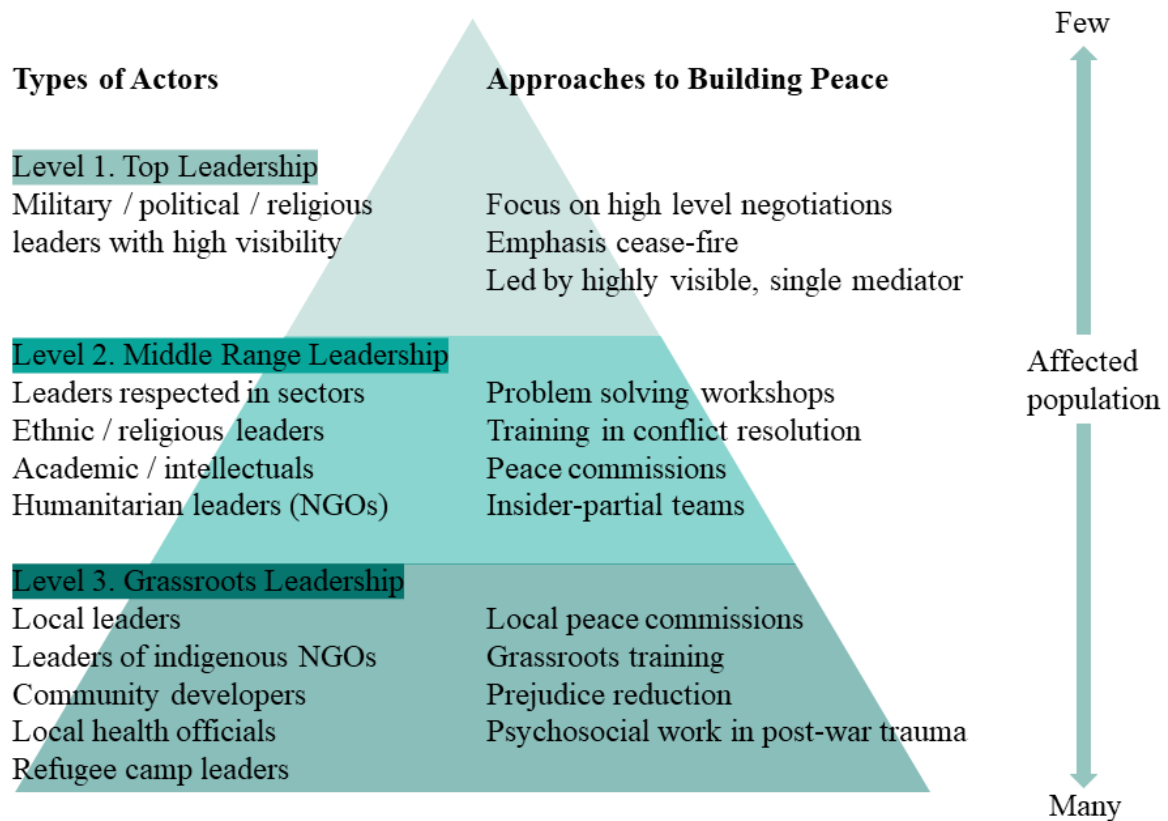 Few
Types of Actors
Approaches to Building Peace
Level 1. Top Leadership
Military / political / religious
leaders with high visibility
Focus on high level negotiations
Emphasis cease-fire
Led by highly visible, single mediator
Level 2. Middle Range Leadership
Leaders respected in sectors
Ethnic / religious leaders
Academic / intellectuals
Humanitarian leaders (NGOs)
Problem solving workshops
Training in conflict resolution
Peace commissions
Insider-partial teams
Affected
population
Level 3. Grassroots Leadership
Local leaders
Leaders of indigenous NGOs
Community developers
Local health officials
Refugee camp leaders
Local peace commissions
Grassroots training
Prejudice reduction
Psychosocial work in post-war trauma
Many